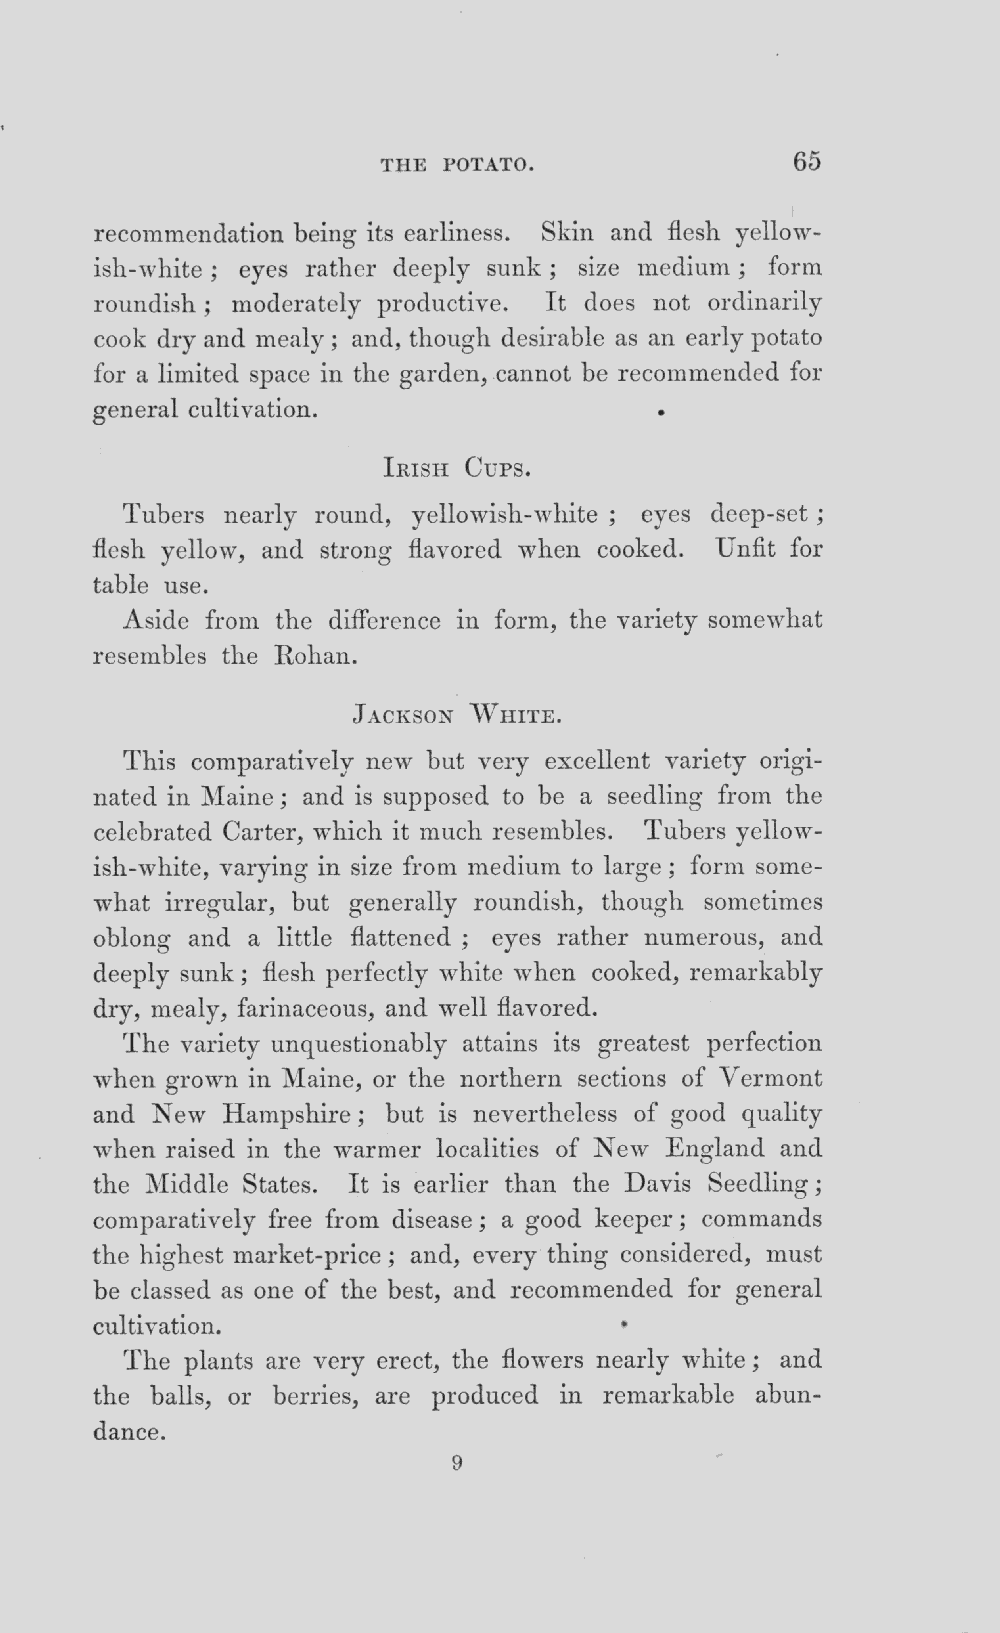 THE POTATO. 65
recommendation being its earliness. Skin and flesh yellow-
ish-white ; eyes rather deeply sunk ; size medium ; form
roundish ; moderately productive. It does not ordinarily
cook dry and mealy ; and, though desirable as an early potato
for a limited space in the garden, cannot be recommended for
general cultivation.
IRISH CUPS.
Tubers nearly round, yellowish-white ; eyes deep-set ;
flesh yellow, and strong flavored when cooked. Unfit for
table use.
Aside from the difference in form, the variety somewhat
resembles the Rohan.
JACKSON WHITE.
This comparatively new but very excellent variety origi-
nated in Maine ; and is supposed to be a seedling from the
celebrated Carter, which it much resembles. Tubers yellow-
ish-white, varying in size from medium to large ; form some-
what irregular, but generally roundish, though sometimes
oblong and a little flattened ; eyes rather numerous, and
deeply sunk ; flesh perfectly white when cooked, remarkably
dry, mealy, farinaceous, and well flavored.
The variety unquestionably attains its greatest perfection
when grown in Maine, or the northern sections of Vermont
and New Hampshire ; but is nevertheless of good quality
when raised in the warmer localities of New England and
the Middle States. It is earlier than the Davis Seedling ;
comparatively free from disease ; a good keeper ; commands
the highest market-price ; and, every thing considered, must
be classed as one of the best, and recommended for general
cultivation.
The plants are very erect, the flowers nearly white ; and
the balls, or berries, are produced in remarkable abun-
dance.
9